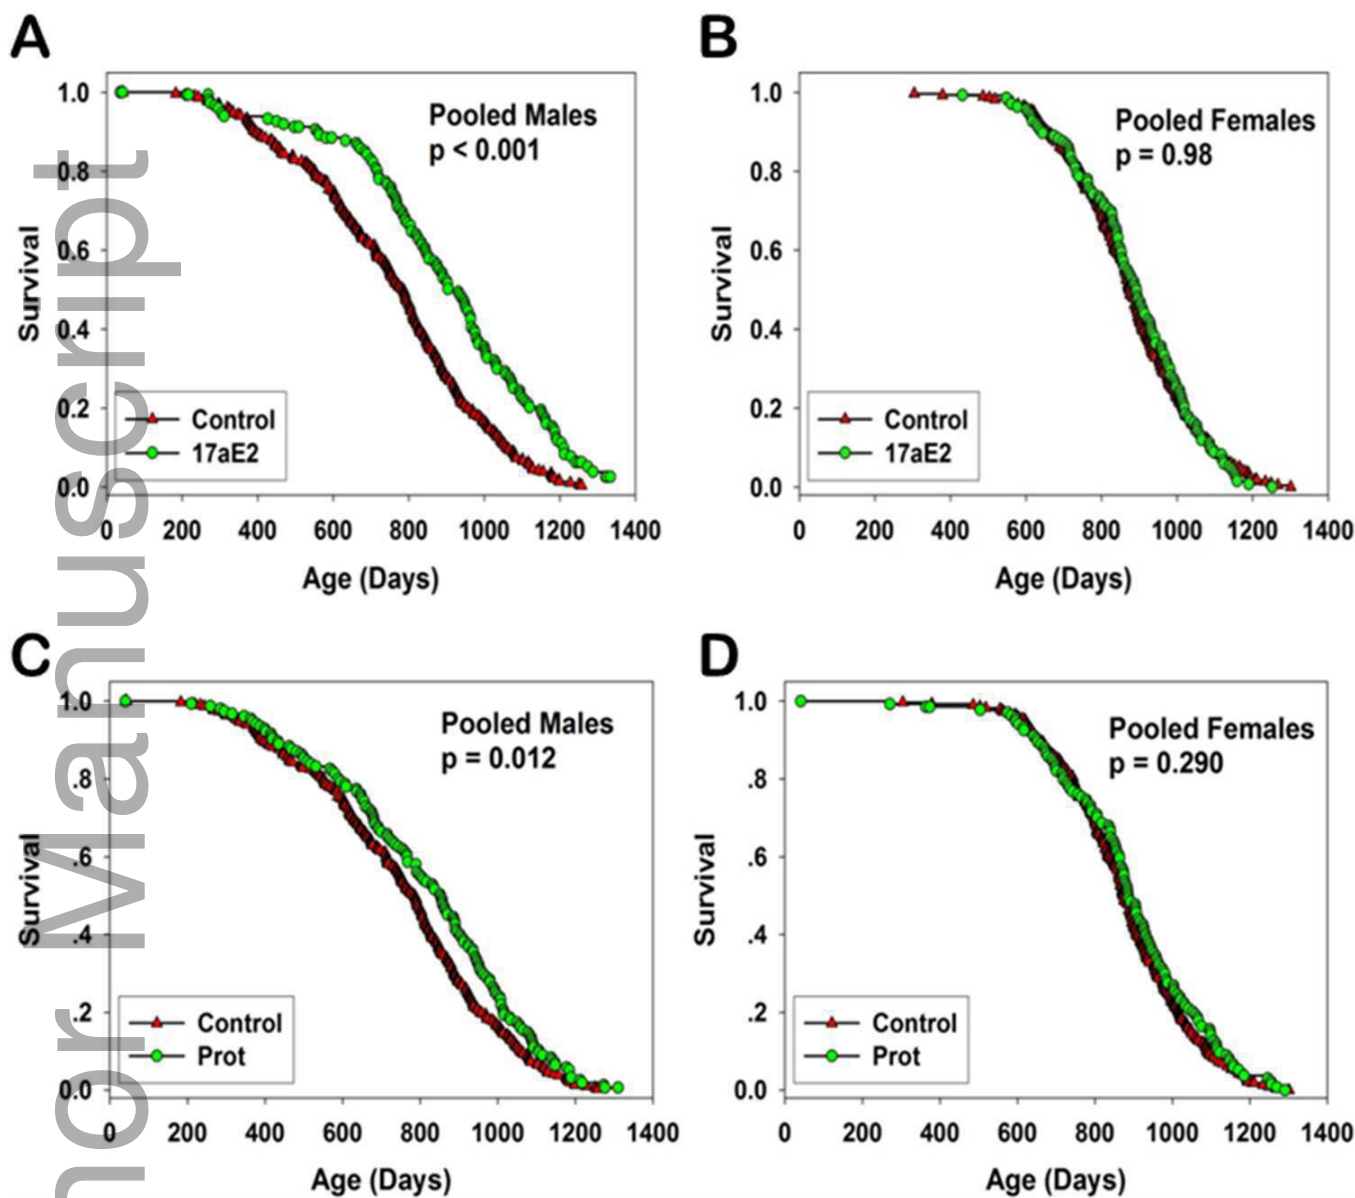 A
Pooled Males
p < 0.001
Survival
1.0
0.8
0.6
0.4
0.2
0.0
Control
17aE2
0 200 400 600 800 1000 1200 1400
Age (Days)
B
Pooled Females
p = 0.98
Survival
1.0
0.8
0.6
0.4
0.2
0.0
Control
17aE2
0 200 400 600 800 1000 1200 1400
Age (Days)
C
Pooled Males
p = 0.012
Survival
1.0
.8
.6
.4
.2
0.0
Control
Prot
0 200 400 600 800 1000 1200 1400
Age (Days)
D
Pooled Females
p = 0.290
Survival
1.0
.8
.6
.4
.2
0.0
Control
Prot
0 200 400 600 800 1000 1200 1400
Age (Days)
nor Manuscript